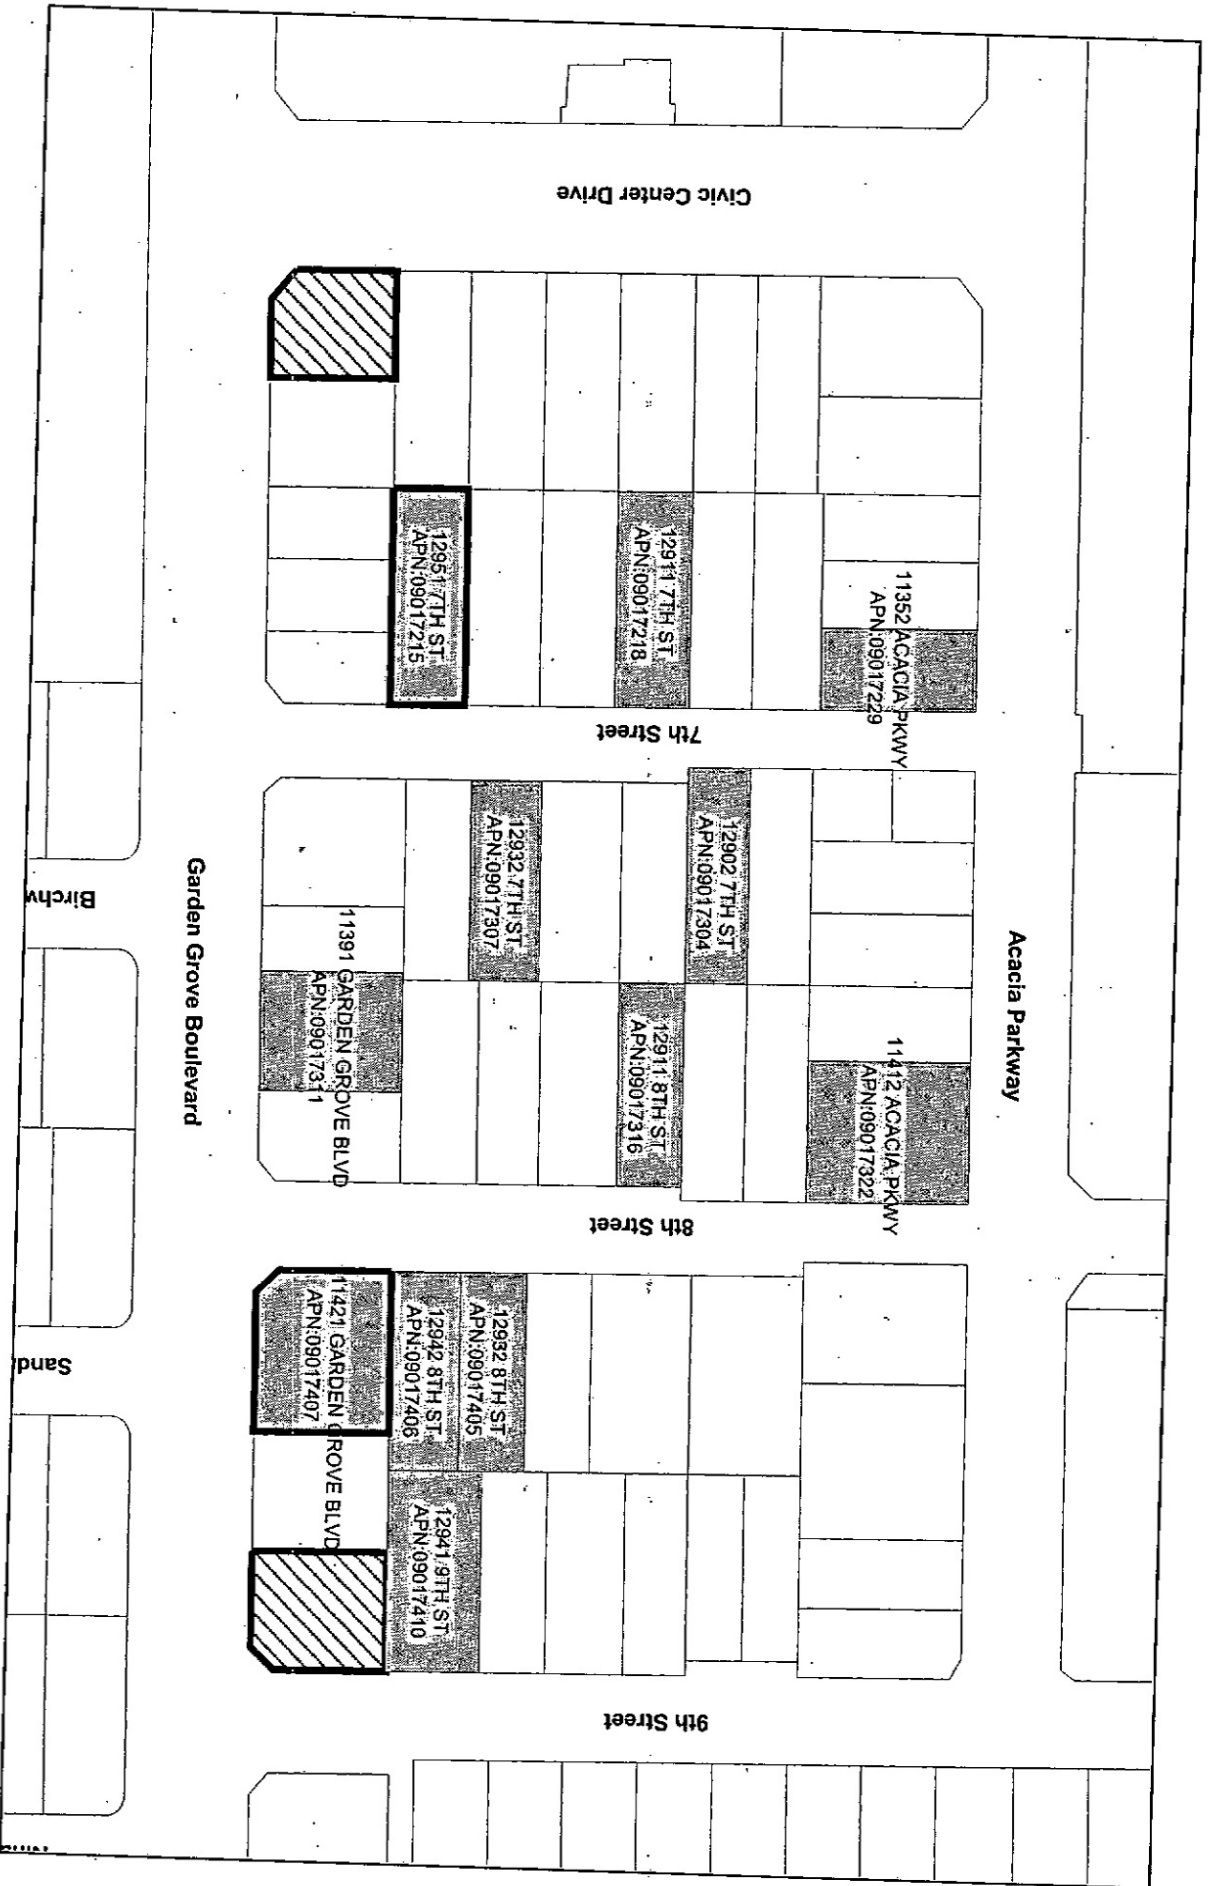 Civic Center Drive
12951 7TH ST
APN:09017215
12911 7TH ST
APN:09017218
11352 ACACIA PKWY
APN:09017229
7th Street
12932 7TH ST
APN:09017307
12902 7TH ST
APN:09017304
Garden Grove Boulevard
Birchw
11391 GARDEN GROVE BLVD
APN:09017311
12911 8TH ST
APN:09017316
11412 ACACIA PKWY
APN:09017322
Acacia Parkway
8th Street
Sand
11421 GARDEN GROVE BLVD
APN:09017407
12942 8TH ST
APN:09017406
12932 8TH ST
APN:09017405
12941 9TH ST
APN:09017410
9th Street